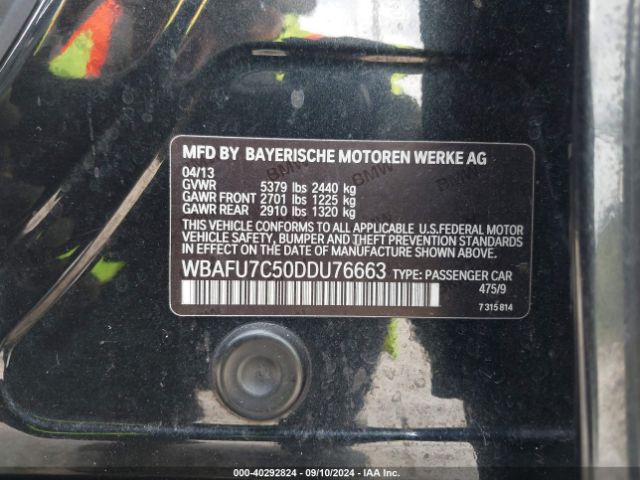 MFD BY BAYERISCHE MOTOREN WERKE AG
04/13
GVWR 5379 lbs 2440 kg
GAWR FRONT 2701 lbs 1225 kg
GAWR REAR 2910 lbs 1320 kg
THIS VEHICLE CONFORMS TO ALL APPLICABLE U.S.FEDERAL MOTOR
VEHICLE SAFETY, BUMPER AND THEFT PREVENTION STANDARDS
IN EFFECT ON THE DATE OF MANUFACTURE SHOWN ABOVE.
WBAFU7C50DDU76663 TYPE: PASSENGER CAR
475/9
7 315 814
000-40292824 - 09/10/2024 - IAA Inc.